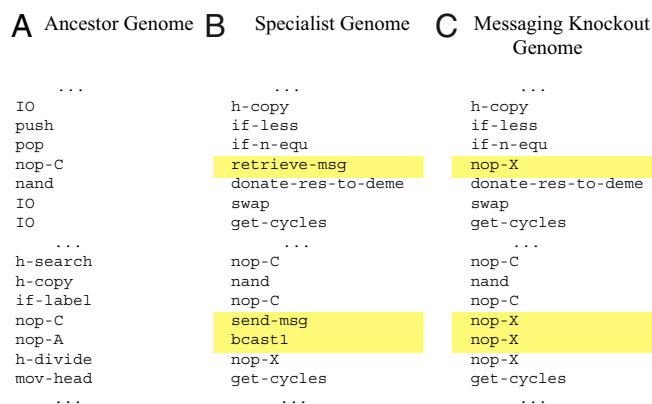 A Ancestor Genome
...
IO
push
pop
nop-C
nand
IO
IO
...
h-search
h-copy
if-label
nop-C
nop-A
h-divide
mov-head
...
B Specialist Genome
...
h-copy
if-less
if-n-equ
retrieve-msg
donate-res-to-deme
swap
get-cycles
...
nop-C
nand
nop-C
send-msg
bcast1
nop-X
get-cycles
...
C Messaging Knockout
Genome
...
h-copy
if-less
if-n-equ
nop-X
donate-res-to-deme
swap
get-cycles
...
nop-C
nand
nop-C
nop-X
nop-X
nop-X
get-cycles
...